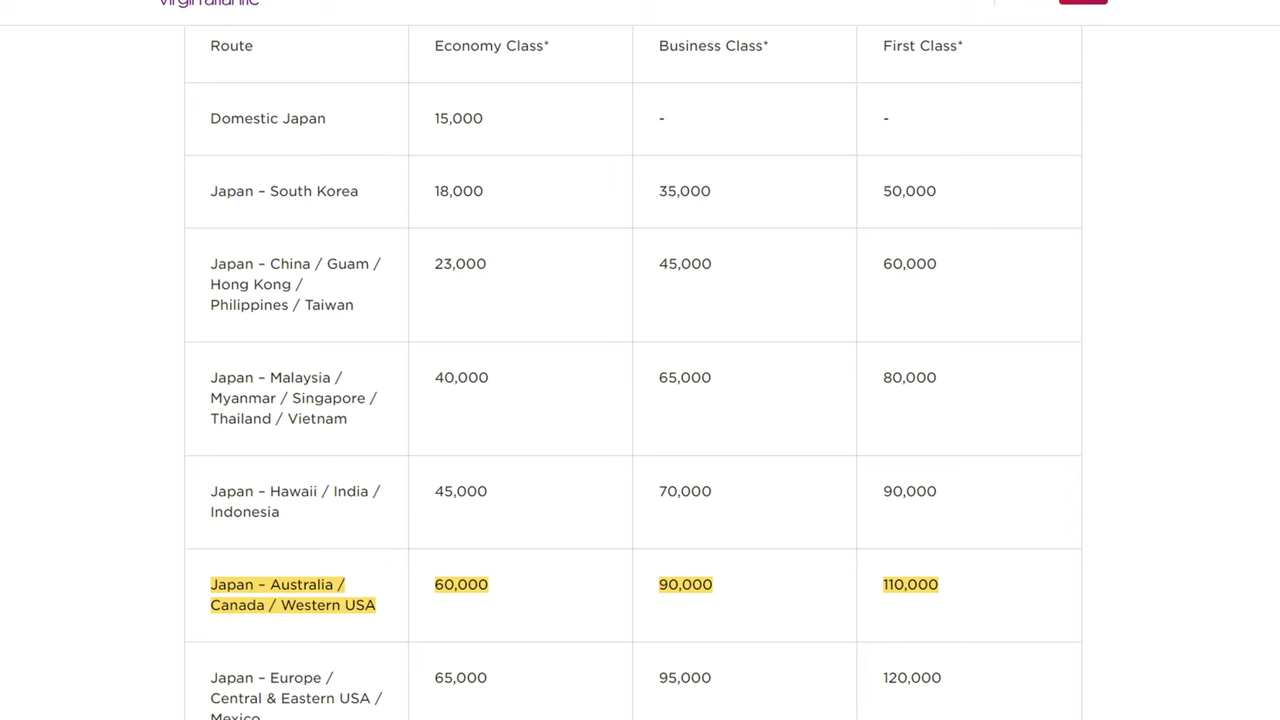 virgin atlantic
Route Economy Class* Business Class* First Class*
Domestic Japan 15,000 - -
Japan – South Korea 18,000 35,000 50,000
Japan – China / Guam / 23,000 45,000 60,000
Hong Kong /
Philippines / Taiwan
Japan – Malaysia / 40,000 65,000 80,000
Myanmar / Singapore /
Thailand / Vietnam
Japan – Hawaii / India / 45,000 70,000 90,000
Indonesia
Japan – Australia / 60,000 90,000 110,000
Canada / Western USA
Japan – Europe / 65,000 95,000 120,000
Central & Eastern USA /
Mexico